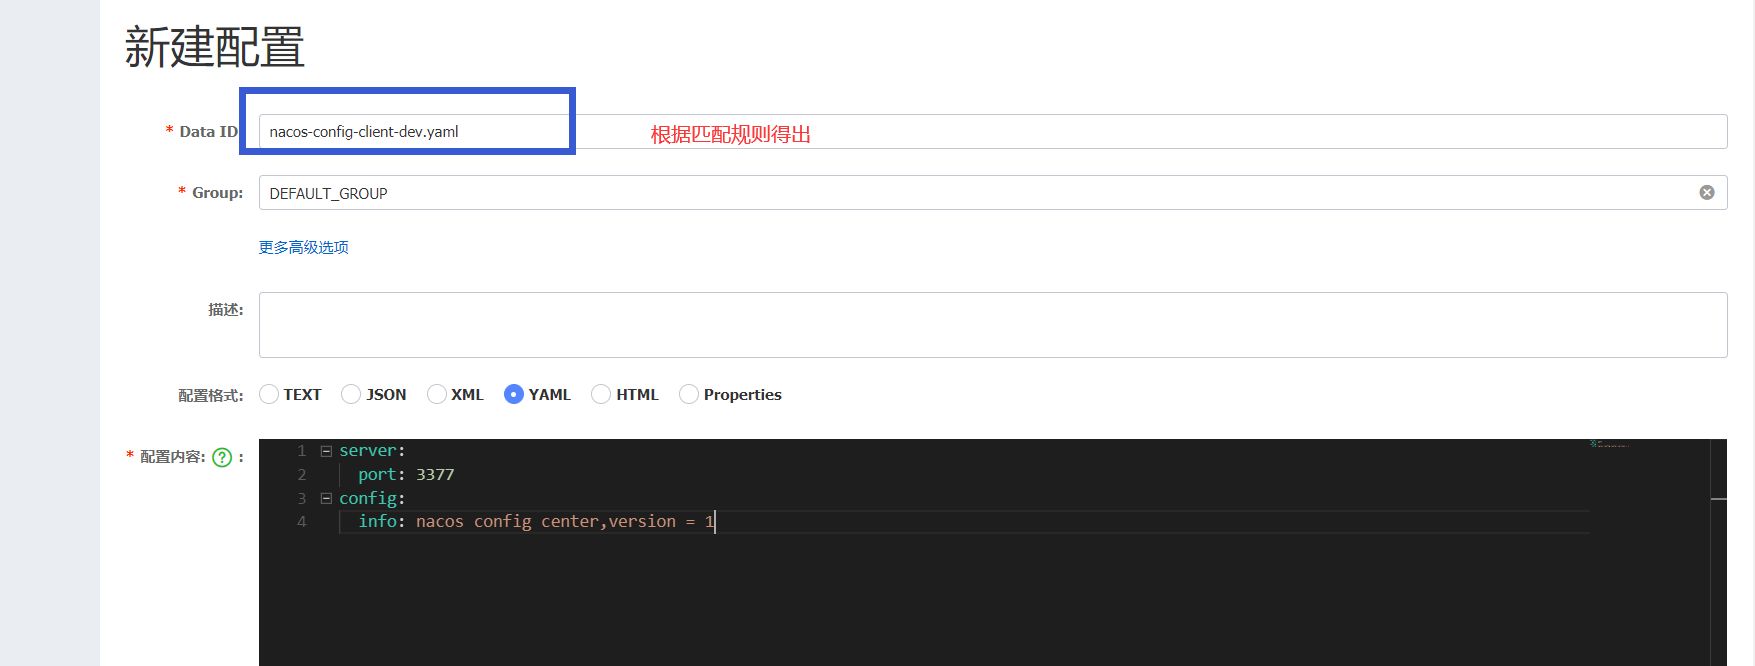 新建配置
* Data ID nacos-config-client-dev.yaml 根据匹配规则得出
* Group: DEFAULT_GROUP
更多高级选项
描述:
配置格式: TEXT JSON XML YAML HTML Properties
* 配置内容: ? :
1 server:
2 port: 3377
3 config:
4 info: nacos config center,version = 1